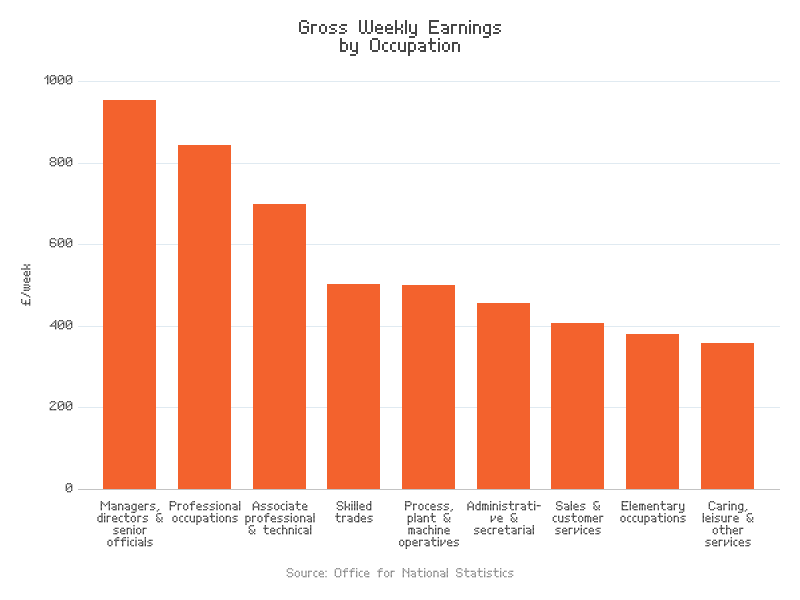 Gross Weekly Earnings
by Occupation
1000
800
600
400
200
0
£/week
Managers,
directors &
senior
officials
Professional
occupations
Associate
professional
& technical
Skilled
trades
Process,
plant &
machine
operatives
Administrati-
ve &
secretarial
Sales &
customer
services
Elementary
occupations
Caring,
leisure &
other
services
Source: Office for National Statistics